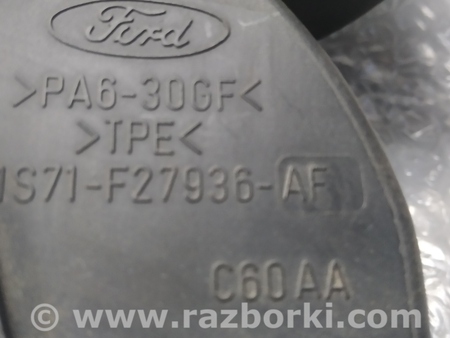 Ford
>PA6-30GF<
>TPE<
1S71-F27936-AF
C60AA
© www.razborki.com